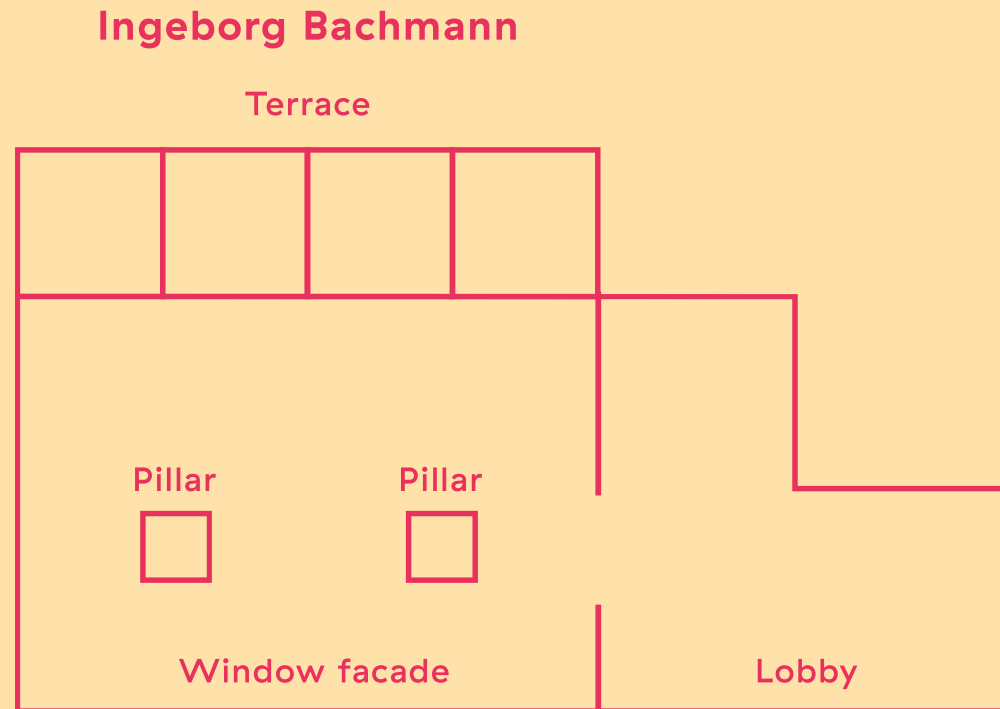 Ingeborg Bachmann
Terrace
Pillar Pillar
Window facade
Lobby